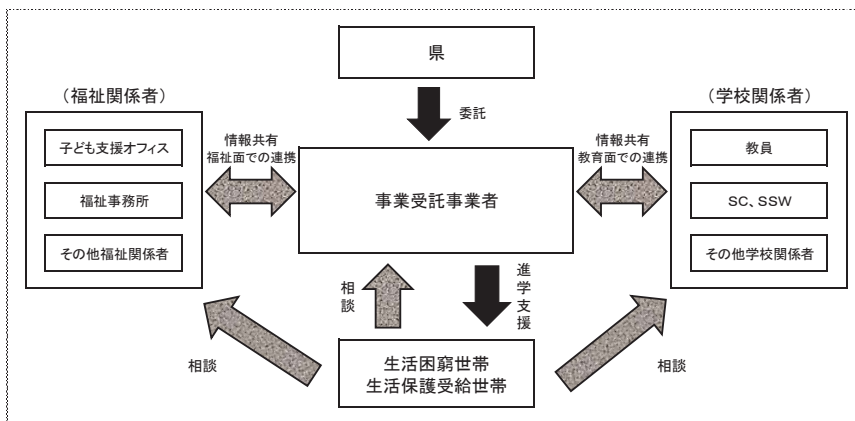 県
委託
（福祉関係者）
子ども支援オフィス
福祉事務所
その他福祉関係者
情報共有
福祉面での連携
事業受託事業者
情報共有
教育面での連携
（学校関係者）
教員
SC、SSW
その他学校関係者
相談
相談
進学支援
相談
生活困窮世帯
生活保護受給世帯